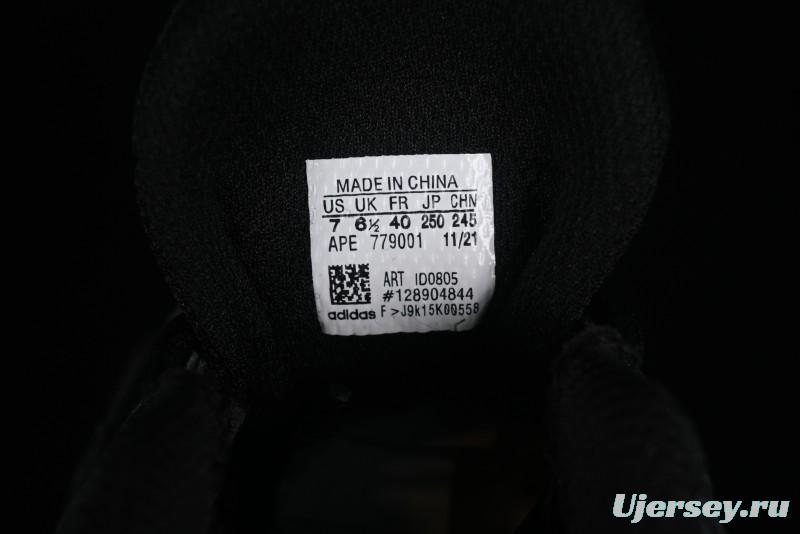 MADE IN CHINA
US UK FR JP CHN
7 6½ 40 250 245
APE 779001 11/21
ART ID0805
#128904844
adidas F>J9k15K00558
Ujersey.ru